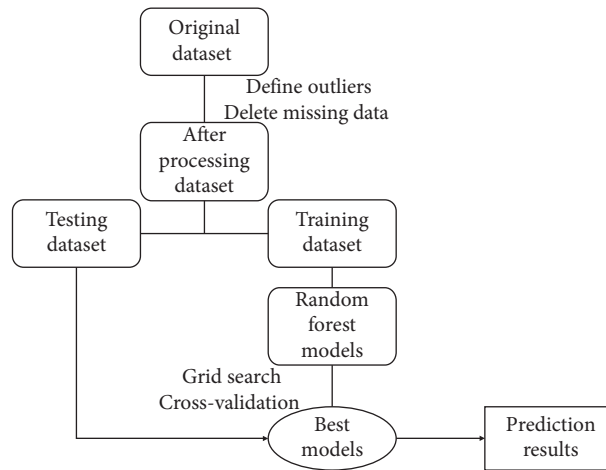 Original
dataset
Define outliers
Delete missing data
After
processing
dataset
Testing
dataset
Training
dataset
Random
forest
models
Grid search
Cross-validation
Best
models
Prediction
results